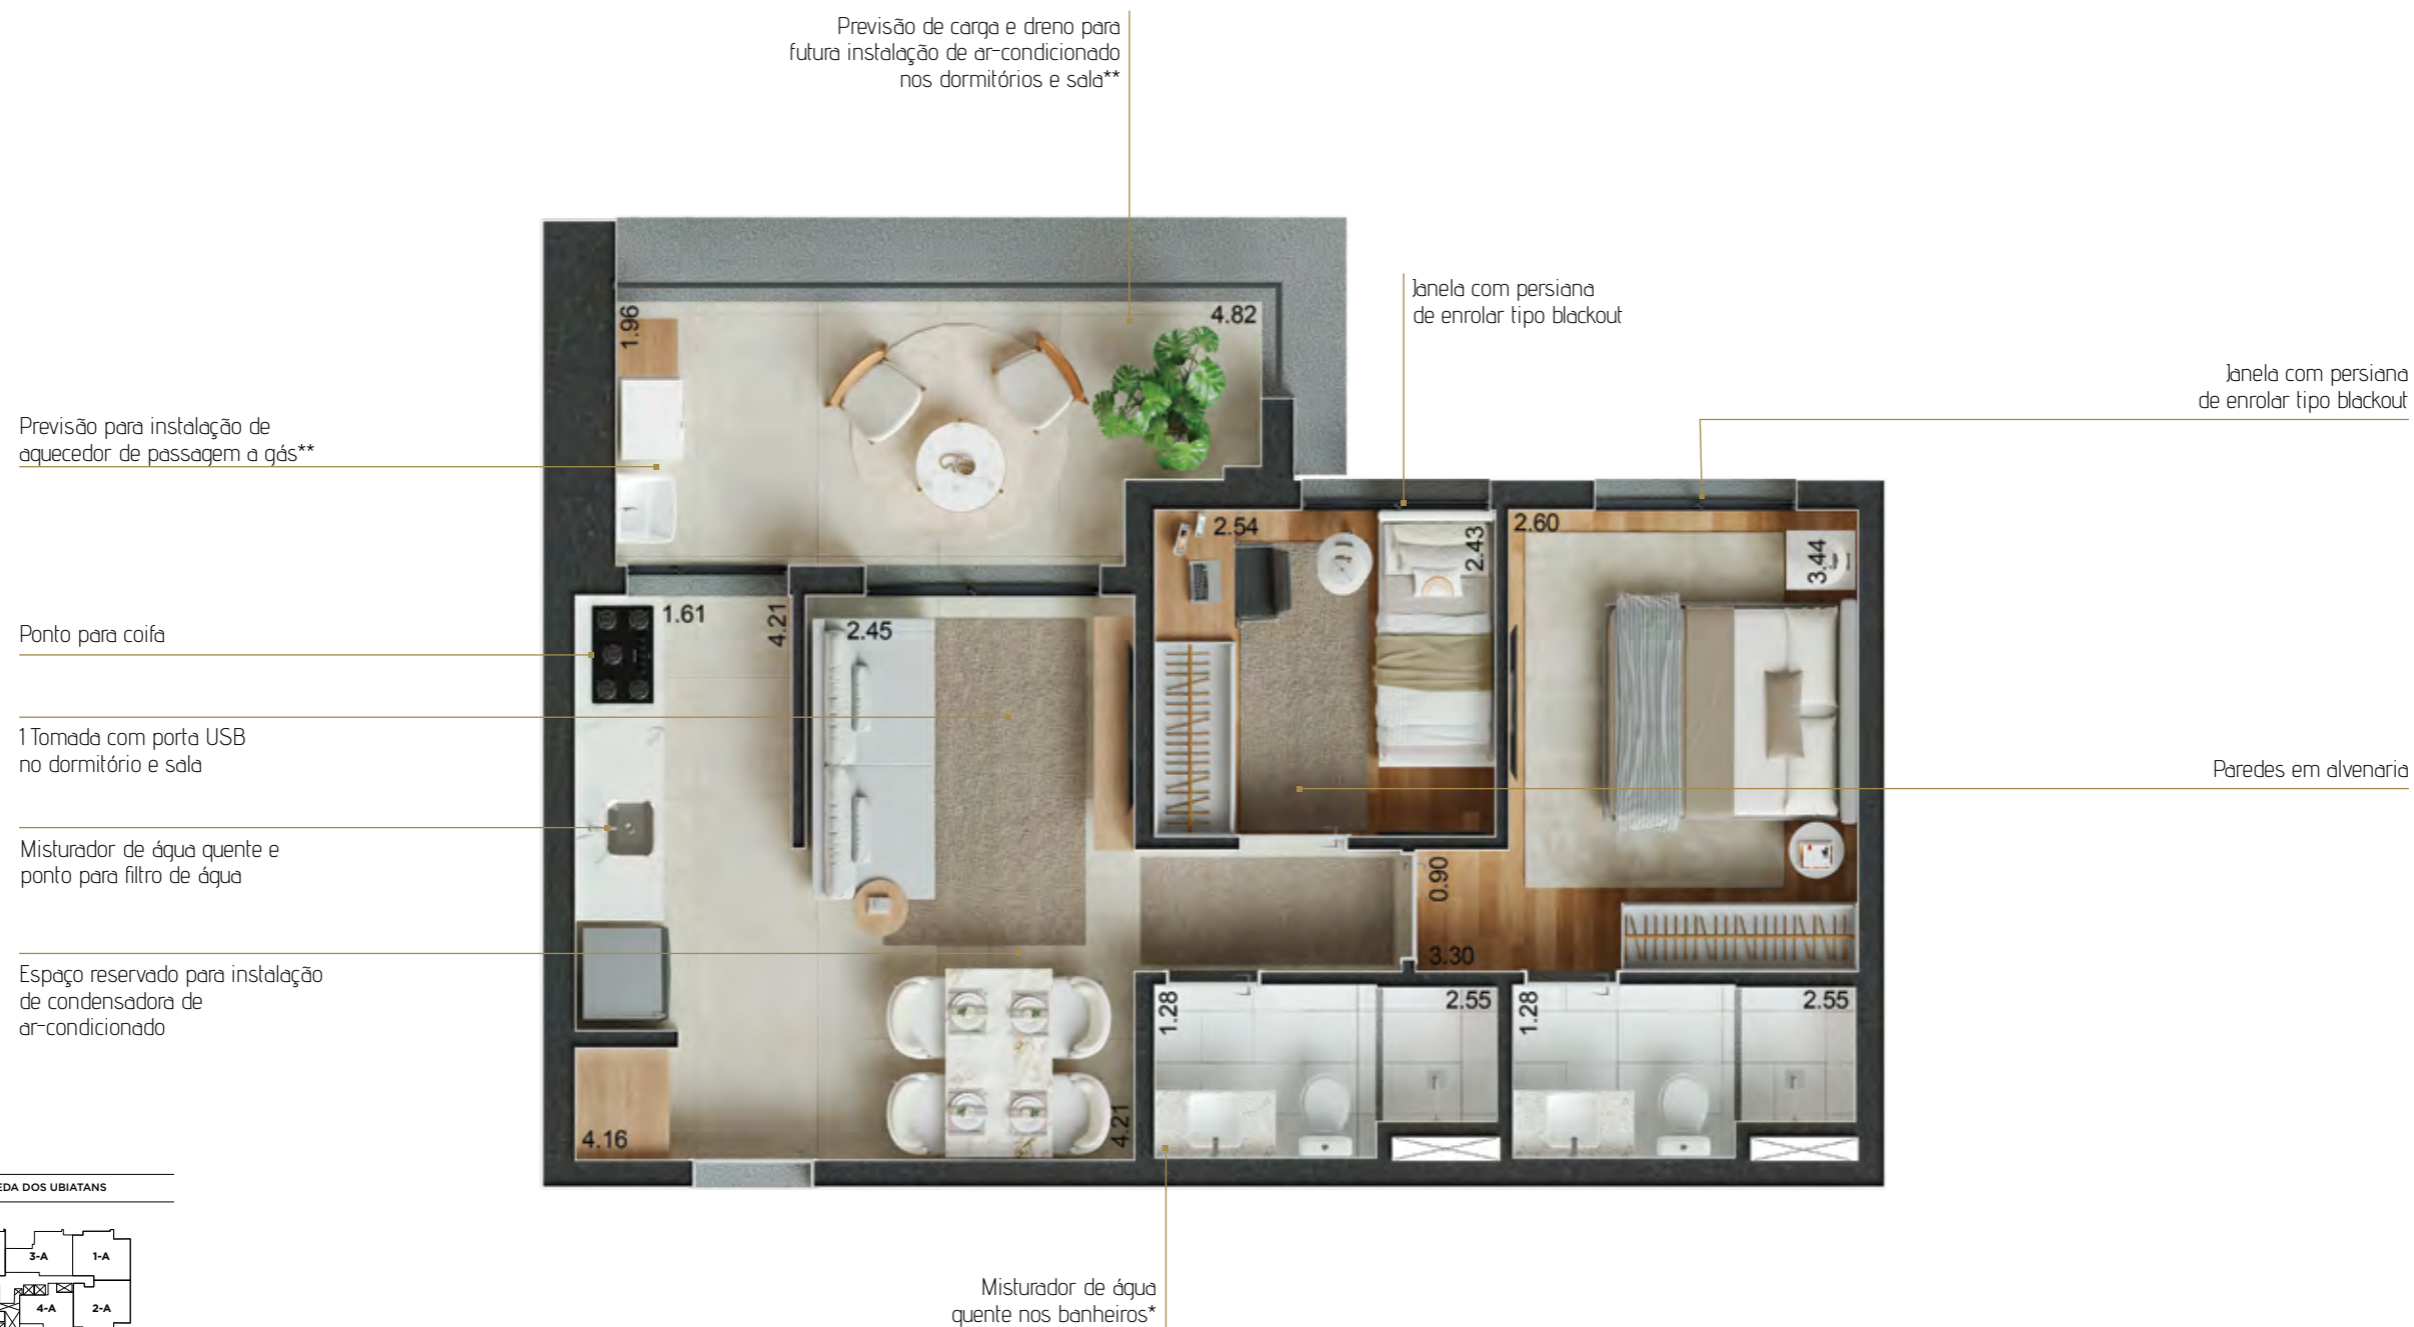 Previsão de carga e dreno para
futura instalação de ar-condicionado
nos dormitórios e sala**
Janela com persiana
de enrolar tipo blackout
Janela com persiana
de enrolar tipo blackout
Previsão para instalação de
aquecedor de passagem a gás**
Ponto para coifa
1 Tomada com porta USB
no dormitório e sala
Misturador de água quente e
ponto para filtro de água
Espaço reservado para instalação
de condensadora de
ar-condicionado
Paredes em alvenaria
1.96
4.82
2.54
2.43
2.60
3.44
1.61
4.21
2.45
0.90
3.30
1.28
2.55
1.28
2.55
4.16
4.21
EDA DOS UBIATANS
3-A
1-A
4-A
2-A
Misturador de água
quente nos banheiros*